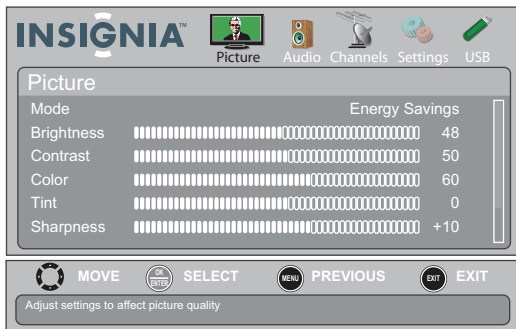 INSIGNIA™
Picture Audio Channels Settings USB
Picture
Mode Energy Savings
Brightness 48
Contrast 50
Color 60
Tint 0
Sharpness +10
MOVE OK ENTER SELECT MENU PREVIOUS EXIT EXIT
Adjust settings to affect picture quality